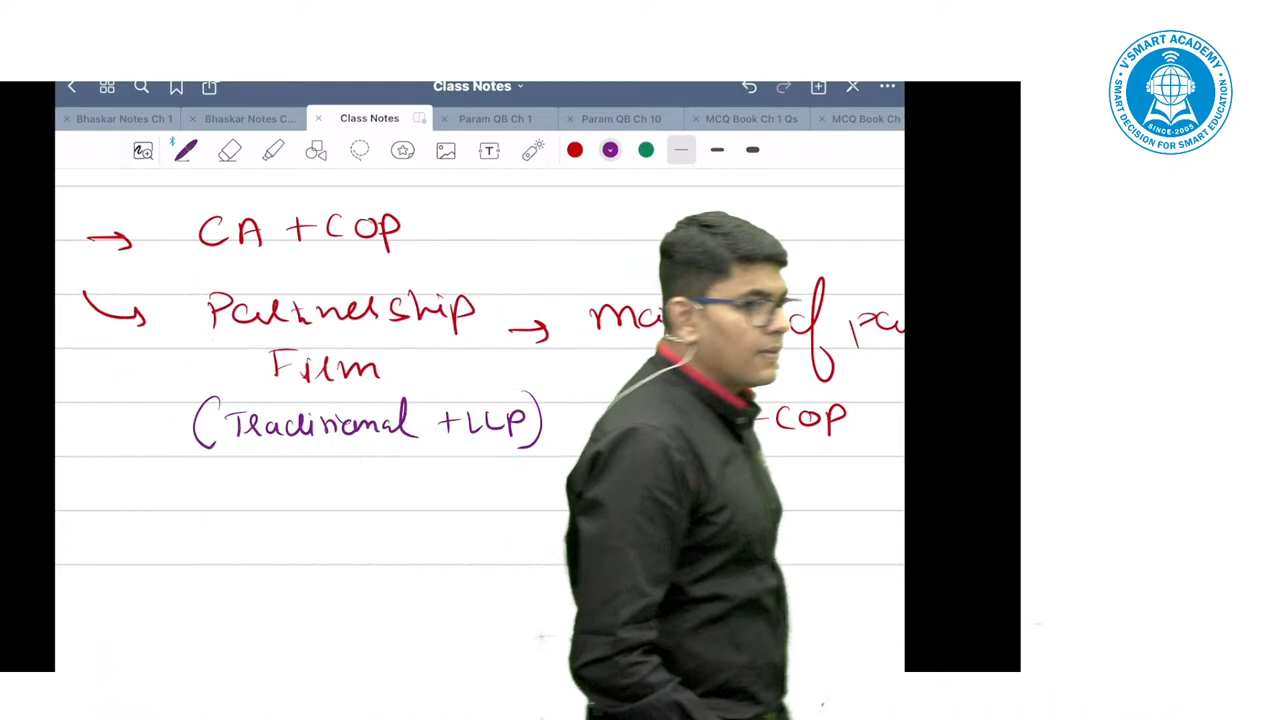 V'SMART ACADEMY
SMART DECISION FOR SMART EDUCATION
SINCE-2005
Class Notes
Bhaskar Notes Ch 1
Bhaskar Notes C...
Class Notes
Param QB Ch 1
Param QB Ch 10
MCQ Book Ch 1 Qs
MCQ Book Ch
→ CA + COP
Partnership → of
Firm
(Traditional + LLP) COP